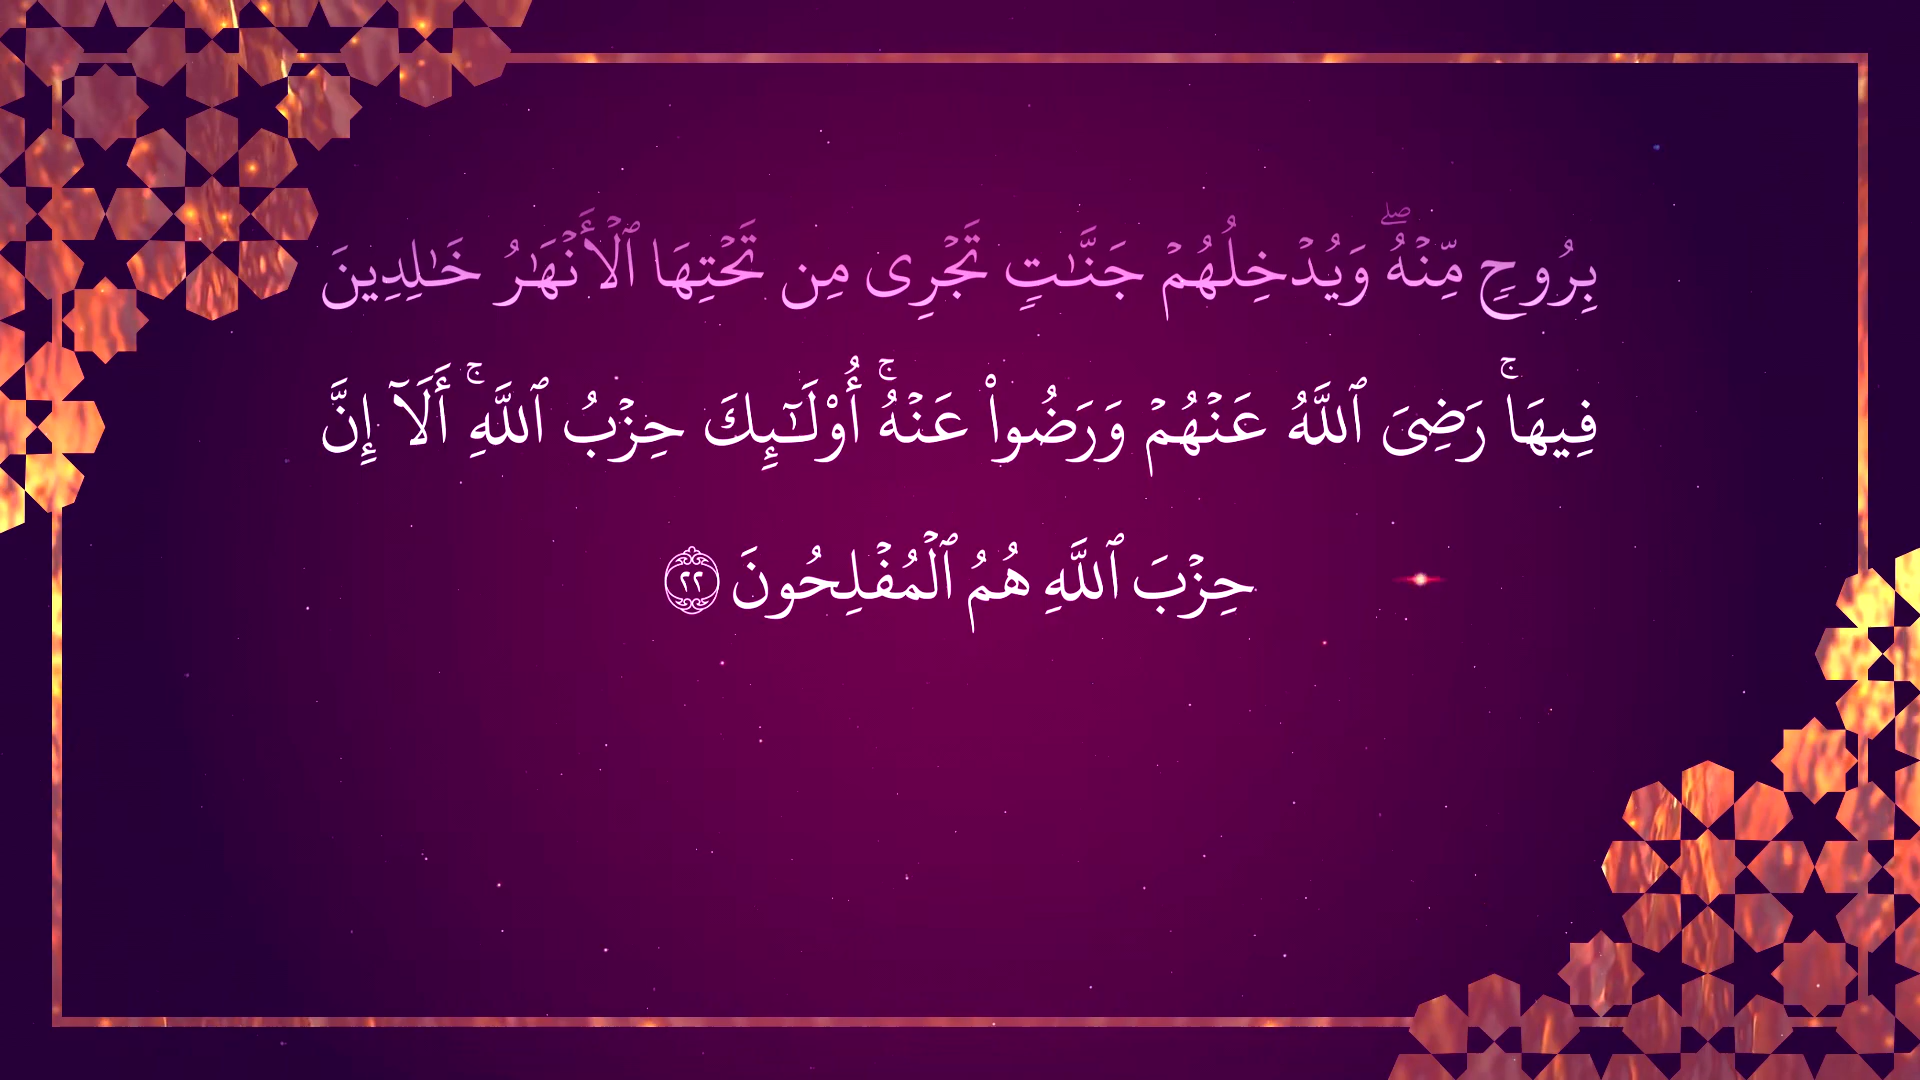 بِرُوحٍ مِّنْهُ ۖ وَيُدْخِلُهُمْ جَنَّـٰتٍ تَجْرِى مِن تَحْتِهَا ٱلْأَنْهَـٰرُ خَـٰلِدِينَ
فِيهَا ۚ رَضِىَ ٱللَّهُ عَنْهُمْ وَرَضُوا۟ عَنْهُ ۚ أُو۟لَـٰٓئِكَ حِزْبُ ٱللَّهِ ۚ أَلَآ إِنَّ
حِزْبَ ٱللَّهِ هُمُ ٱلْمُفْلِحُونَ ٢٢